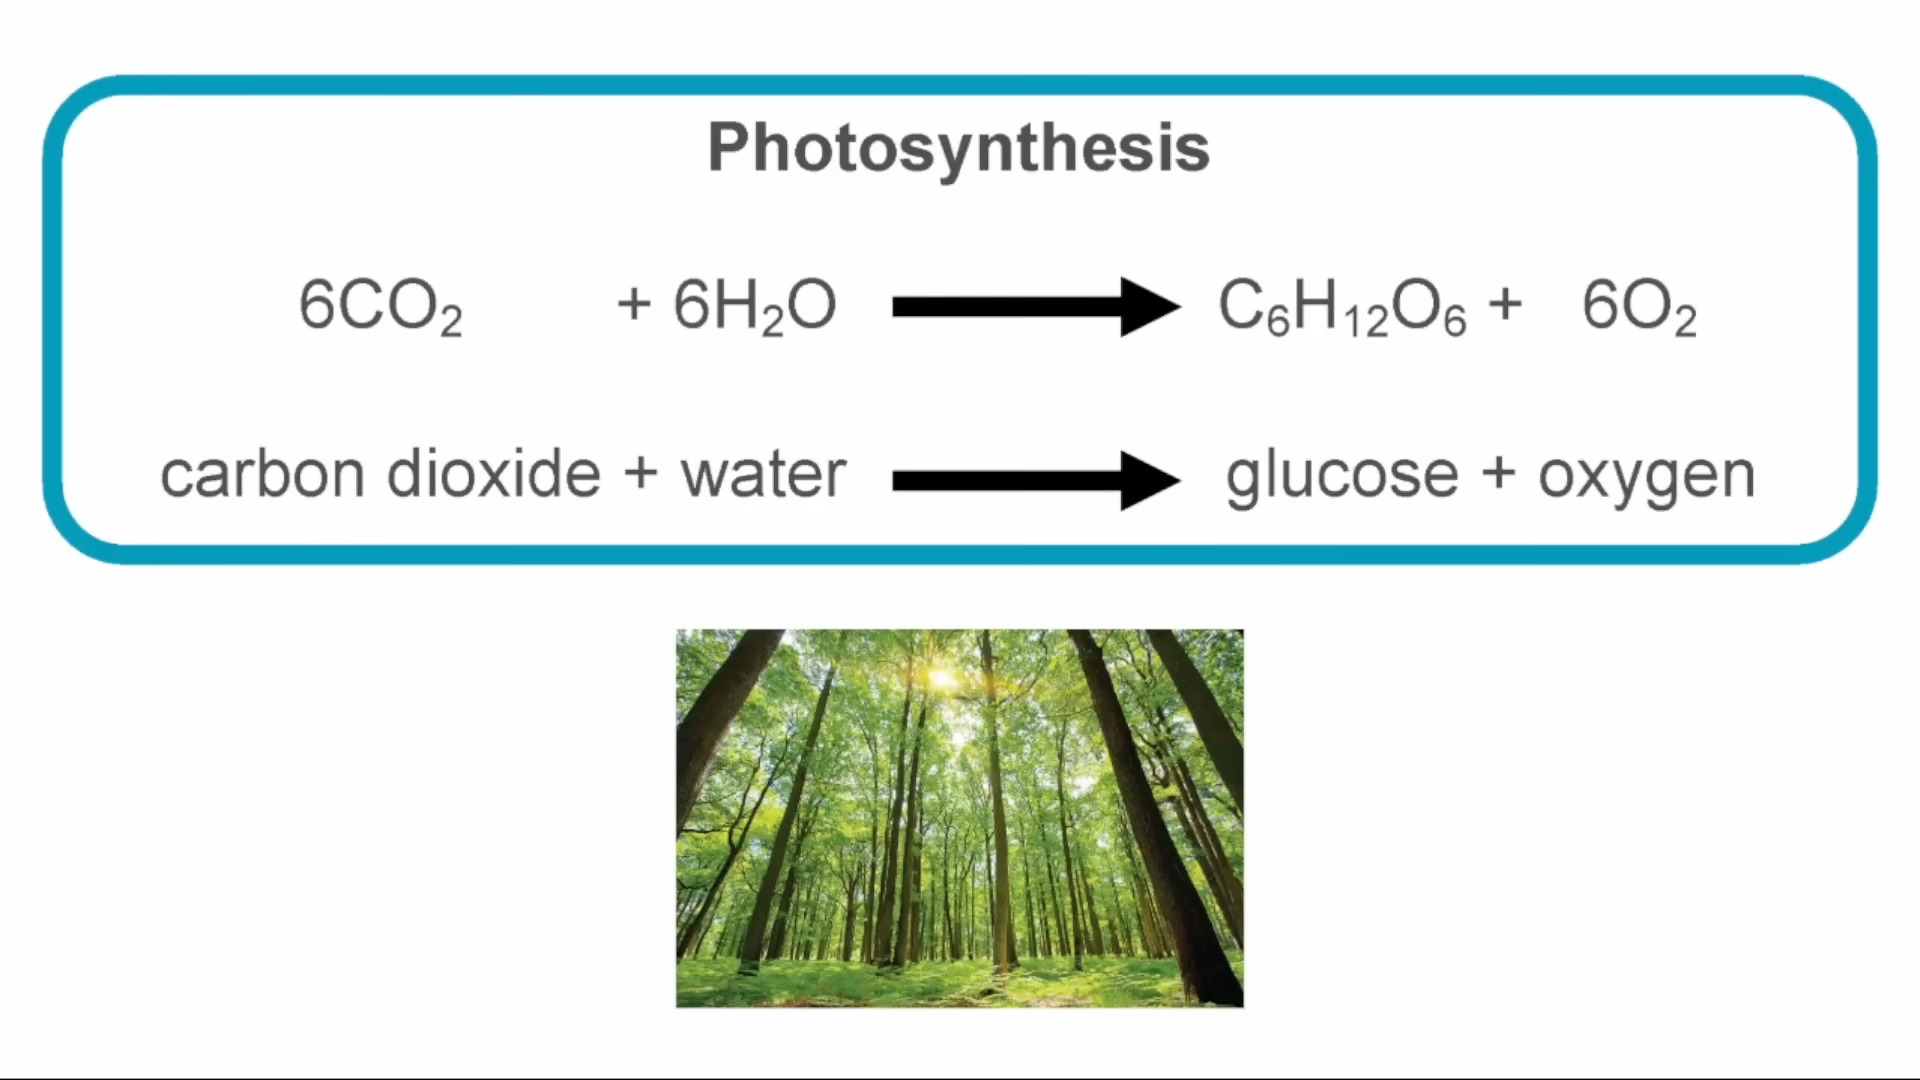 Photosynthesis
6CO₂ + 6H₂O → C₆H₁₂O₆ + 6O₂
carbon dioxide + water → glucose + oxygen